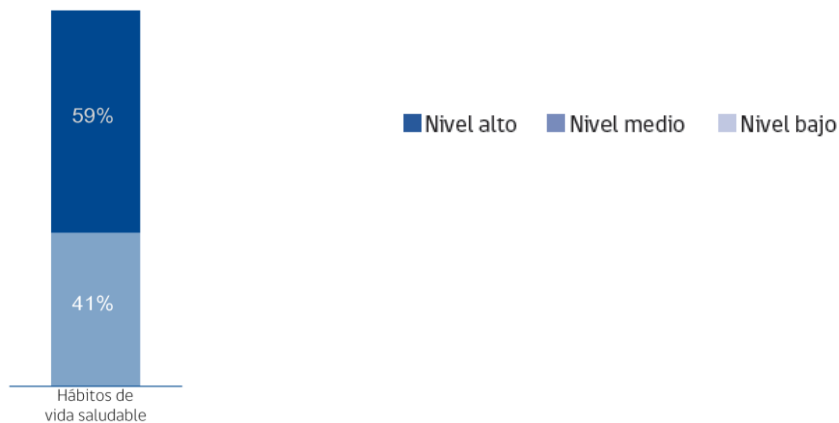 59%
Nivel alto Nivel medio Nivel bajo
41%
Hábitos de
vida saludable